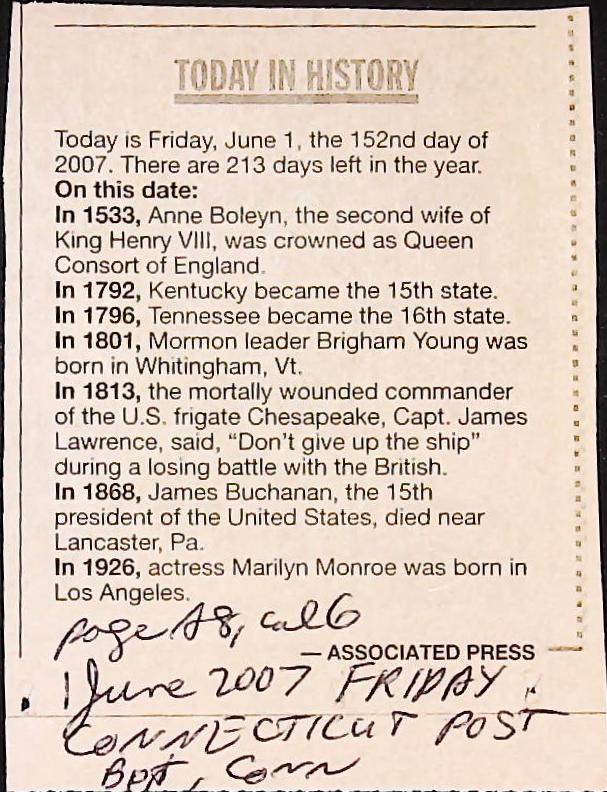 TODAY IN HISTORY
Today is Friday, June 1, the 152nd day of
2007. There are 213 days left in the year.
On this date:
In 1533, Anne Boleyn, the second wife of
King Henry VIII, was crowned as Queen
Consort of England.
In 1792, Kentucky became the 15th state.
In 1796, Tennessee became the 16th state.
In 1801, Mormon leader Brigham Young was
born in Whitingham, Vt.
In 1813, the mortally wounded commander
of the U.S. frigate Chesapeake, Capt. James
Lawrence, said, “Don't give up the ship”
during a losing battle with the British.
In 1868, James Buchanan, the 15th
president of the United States, died near
Lancaster, Pa.
In 1926, actress Marilyn Monroe was born in
Los Angeles.
page A8, col 6
— ASSOCIATED PRESS
1 June 2007 FRIDAY
CONNECTICUT POST
Bpt, Conn